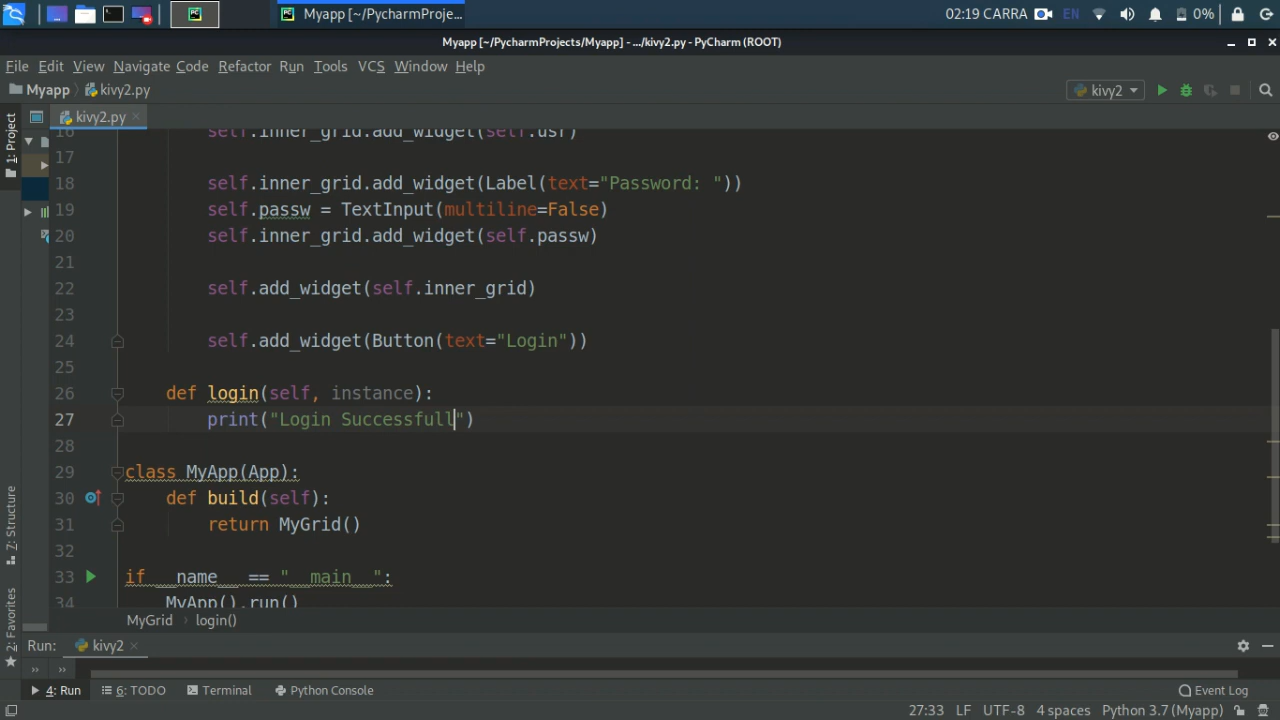 Myapp [~/PycharmProje...
02:19 CARRA
EN
0%
Myapp [~/PycharmProjects/Myapp] - .../kivy2.py - PyCharm (ROOT)
File Edit View Navigate Code Refactor Run Tools VCS Window Help
Myapp kivy2.py
kivy2
1: Project
kivy2.py
16 self.inner_grid.add_widget(self.usr)
17
18 self.inner_grid.add_widget(Label(text="Password: "))
19 self.passw = TextInput(multiline=False)
20 self.inner_grid.add_widget(self.passw)
21
22 self.add_widget(self.inner_grid)
23
24 self.add_widget(Button(text="Login"))
25
26 def login(self, instance):
27 print("Login Successfull")
28
29 class MyApp(App):
30 def build(self):
31 return MyGrid()
32
33 if __name__ == "__main__":
34 MyApp().run()
7: Structure
2: Favorites
MyGrid › login()
Run: kivy2
4: Run 6: TODO Terminal Python Console Event Log
27:33 LF UTF-8 4 spaces Python 3.7 (Myapp)